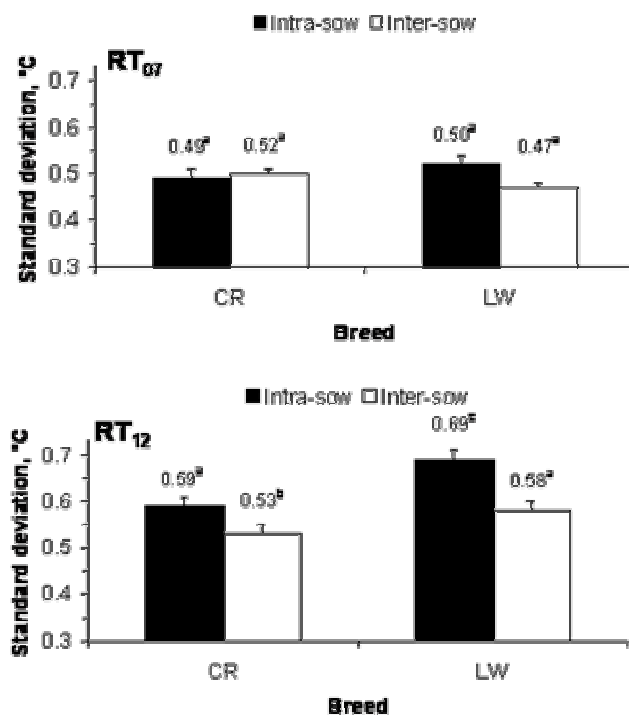 ■Intra-sow □Inter-sow
RT₀₇
Standard deviation, °C
0.7
0.6
0.5
0.4
0.3
0.49ª 0.52ª 0.50ª 0.47ª
CR LW
Breed
■Intra-sow □Inter-sow
RT₁₂
Standard deviation, °C
0.7
0.6
0.5
0.4
0.3
0.59ª 0.53ᵇ 0.69ᶜ 0.58ª
CR LW
Breed